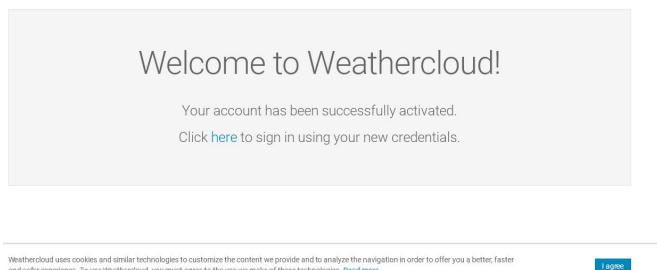 Welcome to Weathercloud!
Your account has been successfully activated.
Click here to sign in using your new credentials.
Weathercloud uses cookies and similar technologies to customize the content we provide and to analyze the navigation in order to offer you a better, faster
I agree
and safer experience. To use Weathercloud, you must agree to the use we make of these technologies. Read more